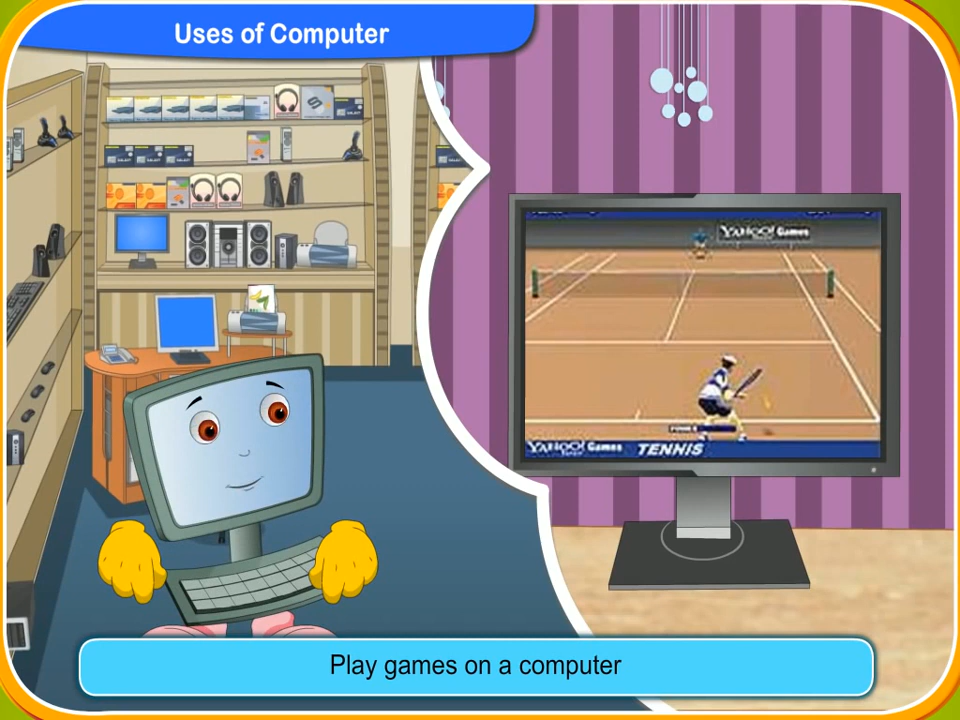 Uses of Computer
YAHOO! Games
YAHOO! Games TENNIS
Play games on a computer